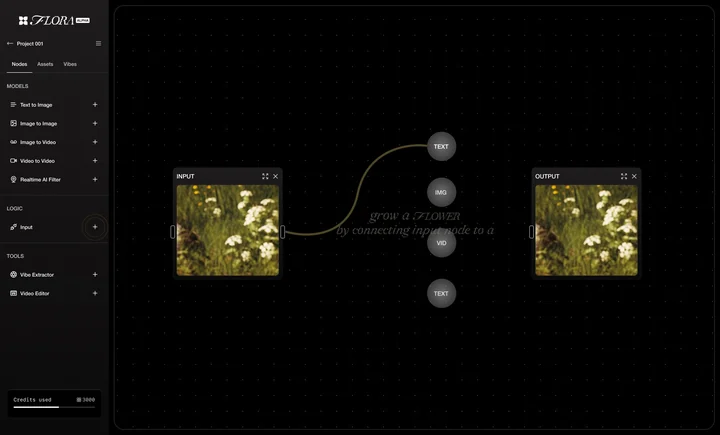 FLORA ALPHA
Project 001
Nodes Assets Vibes
MODELS
Text to Image
Image to Image
Image to Video
Video to Video
Realtime AI Filter
LOGIC
Input
TOOLS
Vibe Extractor
Video Editor
Credits used 3000
INPUT
TEXT
IMG
grow a FLOWER
by connecting input node to a
VID
TEXT
OUTPUT